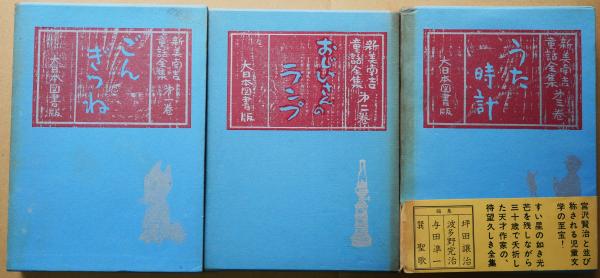 新美南吉
童話全集 第一巻
ごん
ぎつね
大日本図書版
新美南吉
童話全集 第二巻
おじいさんの
ランプ
大日本図書版
新美南吉
童話全集 第三巻
うた
時計
大日本図書版
宮沢賢治と並び
称される児童文
学の至宝!
すい星の如き光
芒を残しながら
三十歳で夭折し
た天才作家の、
待望久しき全集
編集
坪田譲治
波多野完治
与田凖一
巽聖歌